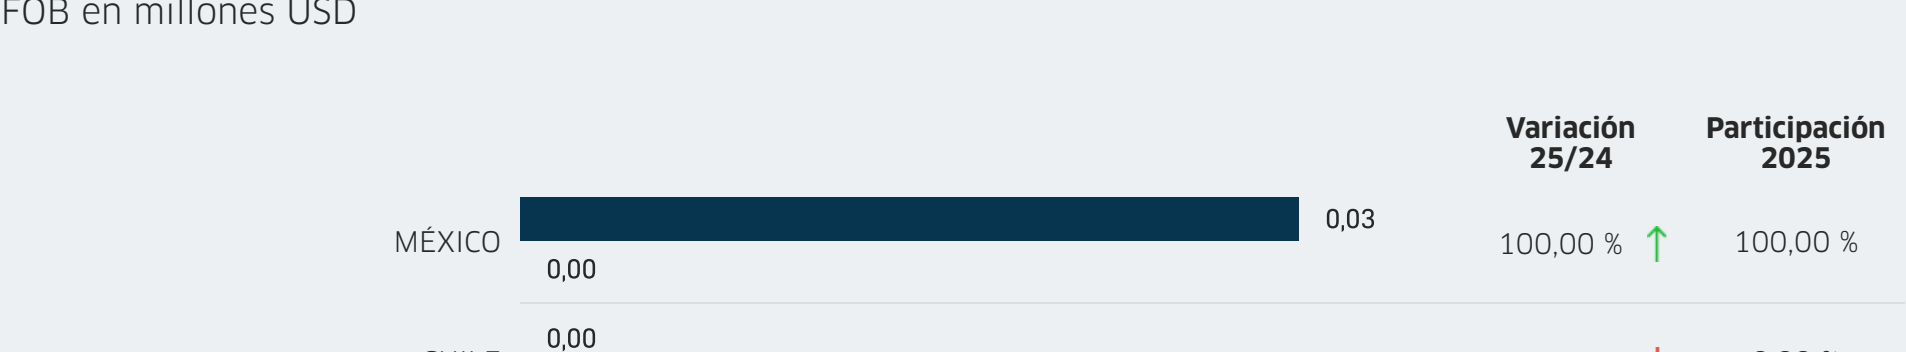 FOB en millones USD
Variación 25/24
Participación 2025
MÉXICO
0,03
0,00
100,00 %
100,00 %
0,00